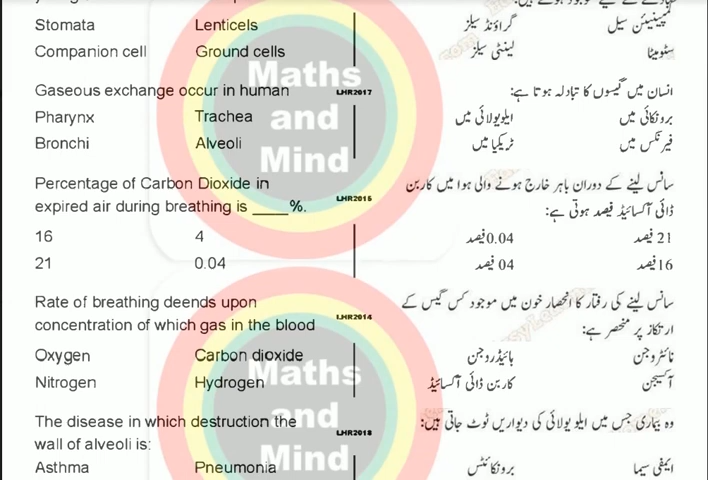 Stomata Lenticels گراؤنڈ سیلز کمپینیئن سیل
Companion cell Ground cells لینٹی سیلز سٹومیٹا
Gaseous exchange occur in human LHR2017 انسان میں گیسوں کا تبادلہ ہوتا ہے:
Pharynx Trachea ایلویولائی میں برونکائی میں
Bronchi Alveoli ٹریکیا میں فیرنکس میں
Percentage of Carbon Dioxide in سانس لینے کے دوران باہر خارج ہونے والی ہوا میں کاربن
expired air during breathing is ____ %. LHR2015 ڈائی آکسائیڈ فیصد ہوتی ہے:
16 4 0.04 فیصد 21 فیصد
21 0.04 04 فیصد 16 فیصد
Rate of breathing deends upon LHR2014 سانس لینے کی رفتار کا انحصار خون میں موجود کس گیس کے
concentration of which gas in the blood ارتکاز پر منحصر ہے:
Oxygen Carbon dioxide ہائیڈروجن نائٹروجن
Nitrogen Hydrogen کاربن ڈائی آکسائیڈ آکسیجن
The disease in which destruction the LHR2018 وہ بیماری جس میں ایلویولائی کی دیواریں ٹوٹ جاتی ہیں:
wall of alveoli is:
Asthma Pneumonia برونکائٹس ایمفی سیما
Maths
and
Mind
Maths
and
Mind